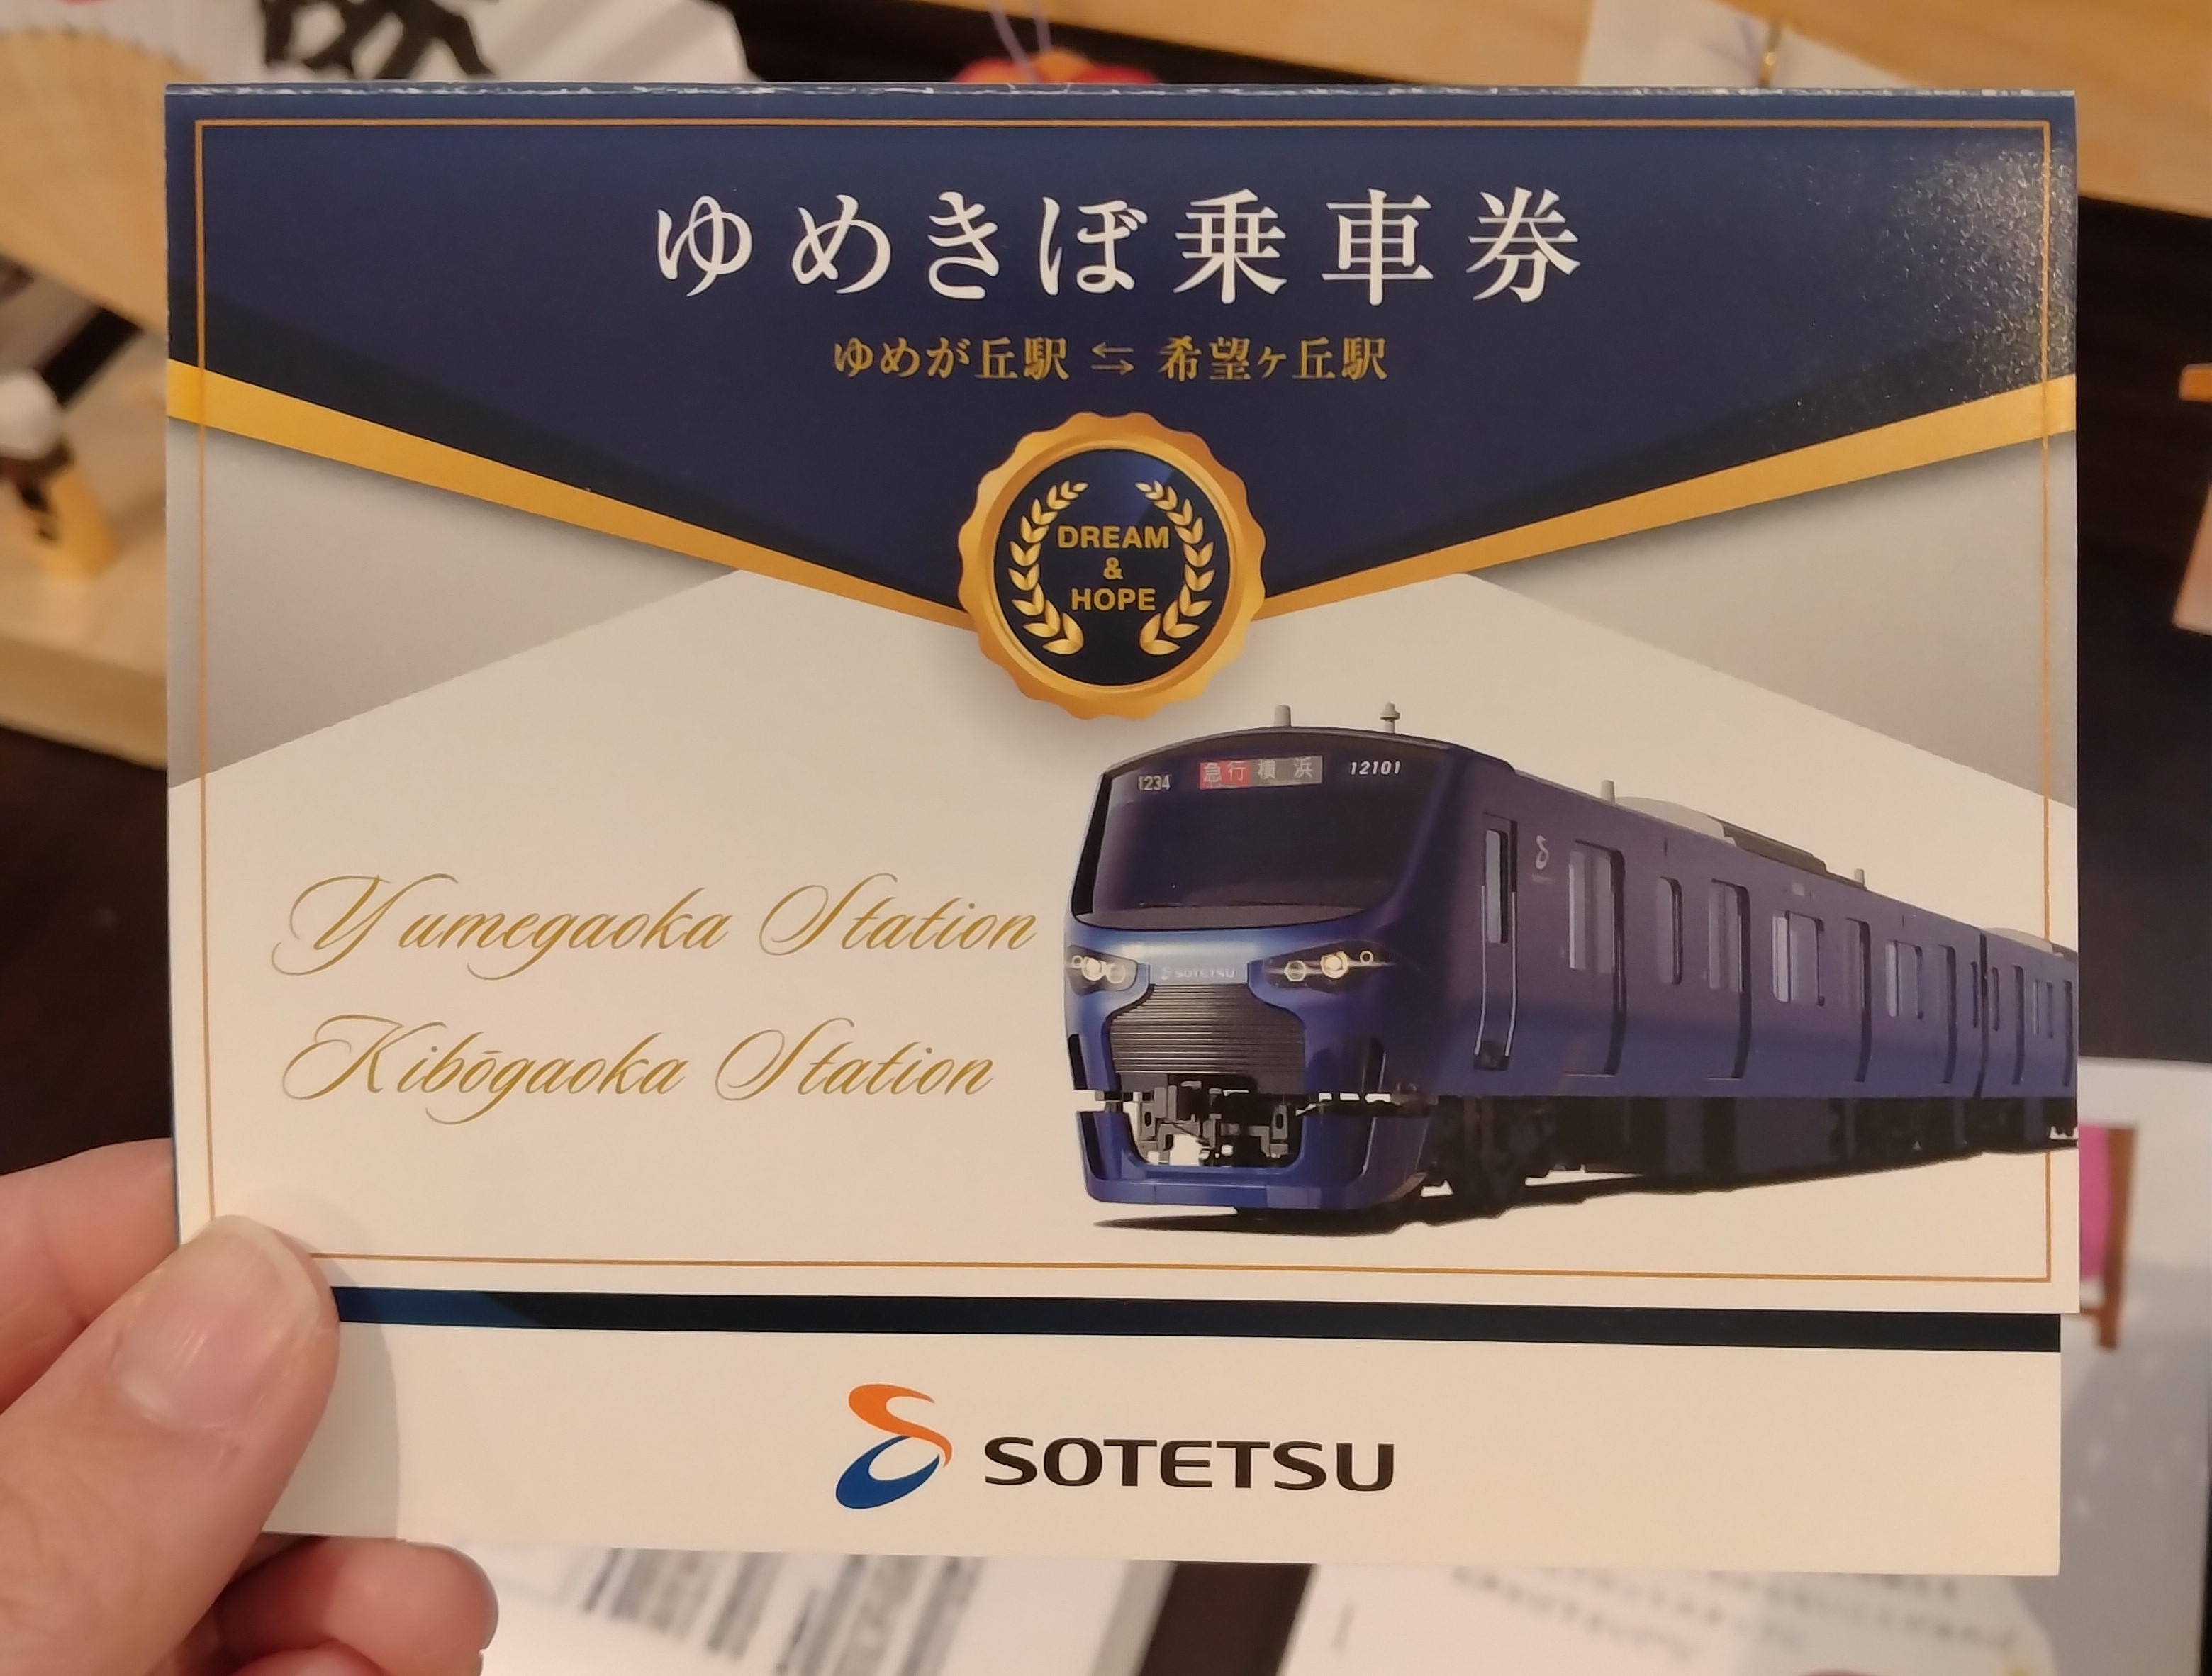 ゆめきぼ乗車券
ゆめが丘駅 ⇆ 希望ヶ丘駅
DREAM
&
HOPE
1234 急行 横浜 12101
Yumegaoka Station
SOTETSU
Kibōgaoka Station
SOTETSU